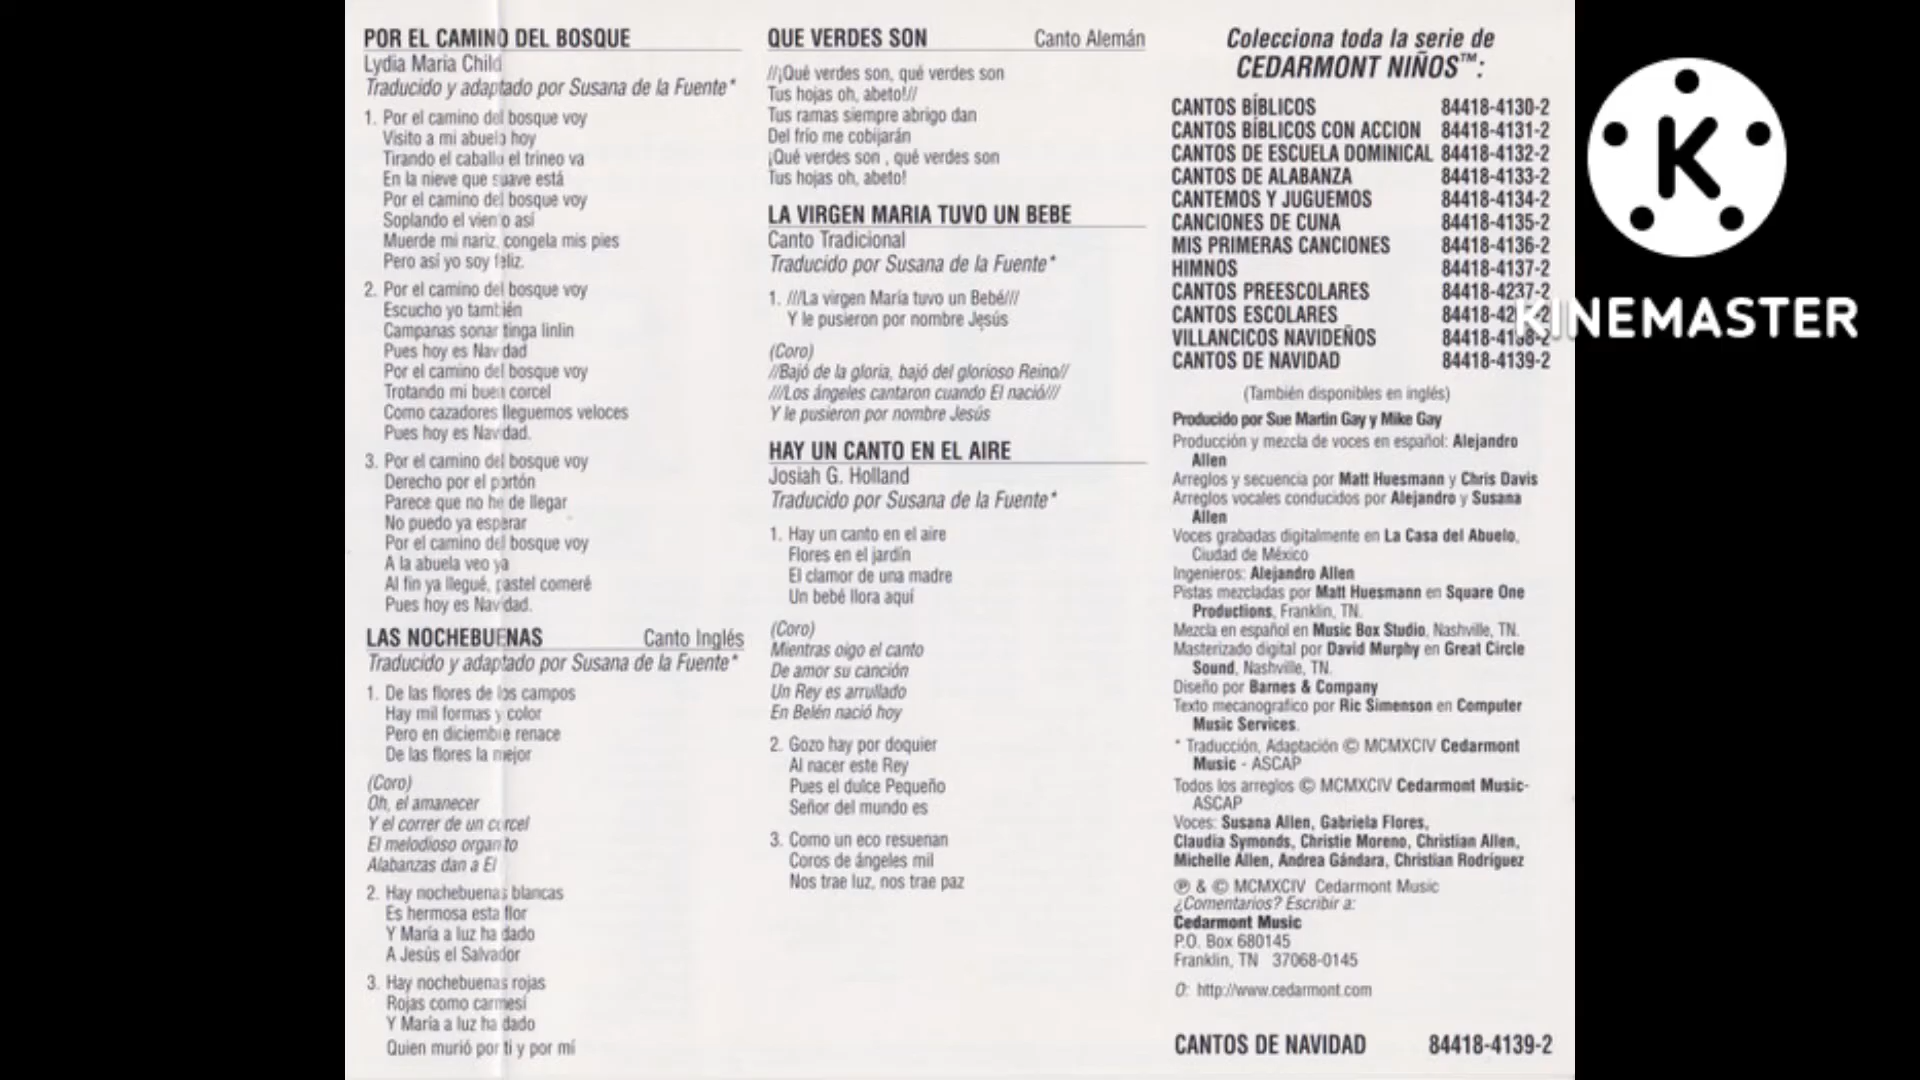 POR EL CAMINO DEL BOSQUE
Lydia Maria Child
Traducido y adaptado por Susana de la Fuente*
1. Por el camino del bosque voy
Visito a mi abuelo hoy
Tirando el caballo el trineo va
En la nieve que suave está
Por el camino del bosque voy
Soplando el viento así
Muerde mi nariz, congela mis pies
Pero así yo soy feliz.
2. Por el camino del bosque voy
Escucho yo también
Campanas sonar tinga linlin
Pues hoy es Navidad
Por el camino del bosque voy
Trotando mi buen corcel
Como cazadores lleguemos veloces
Pues hoy es Navidad.
3. Por el camino del bosque voy
Derecho por el portón
Parece que no he de llegar
No puedo ya esperar
Por el camino del bosque voy
A la abuela veo ya
Al fin ya llegué, pastel comeré
Pues hoy es Navidad.
LAS NOCHEBUENAS Canto Inglés
Traducido y adaptado por Susana de la Fuente*
1. De las flores de los campos
Hay mil formas y color
Pero en diciembre renace
De las flores la mejor
(Coro)
Oh, el amanecer
Y el correr de un corcel
El melodioso organito
Alabanzas dan a El
2. Hay nochebuenas blancas
Es hermosa esta flor
Y María a luz ha dado
A Jesús el Salvador
3. Hay nochebuenas rojas
Rojas como carmesí
Y María a luz ha dado
Quien murió por ti y por mí
QUE VERDES SON Canto Alemán
//¡Qué verdes son, qué verdes son
Tus hojas oh, abeto!//
Tus ramas siempre abrigo dan
Del frío me cobijarán
¡Qué verdes son , qué verdes son
Tus hojas oh, abeto!
LA VIRGEN MARIA TUVO UN BEBE
Canto Tradicional
Traducido por Susana de la Fuente*
1. ///La virgen María tuvo un Bebé///
Y le pusieron por nombre Jesús
(Coro)
//Bajó de la gloria, bajó del glorioso Reino//
///Los ángeles cantaron cuando El nació///
Y le pusieron por nombre Jesús
HAY UN CANTO EN EL AIRE
Josiah G. Holland
Traducido por Susana de la Fuente*
1. Hay un canto en el aire
Flores en el jardín
El clamor de una madre
Un bebé llora aquí
(Coro)
Mientras oigo el canto
De amor su canción
Un Rey es arrullado
En Belén nació hoy
2. Gozo hay por doquier
Al nacer este Rey
Pues el dulce Pequeño
Señor del mundo es
3. Como un eco resuenan
Coros de ángeles mil
Nos trae luz, nos trae paz
Colecciona toda la serie de
CEDARMONT NIÑOS™:
CANTOS BÍBLICOS 84418-4130-2
CANTOS BÍBLICOS CON ACCION 84418-4131-2
CANTOS DE ESCUELA DOMINICAL 84418-4132-2
CANTOS DE ALABANZA 84418-4133-2
CANTEMOS Y JUGUEMOS 84418-4134-2
CANCIONES DE CUNA 84418-4135-2
MIS PRIMERAS CANCIONES 84418-4136-2
HIMNOS 84418-4137-2
CANTOS PREESCOLARES 84418-4237-2
CANTOS ESCOLARES
VILLANCICOS NAVIDEÑOS 84418-4138-2
CANTOS DE NAVIDAD 84418-4139-2
(También disponibles en inglés)
Producido por Sue Martin Gay y Mike Gay
Producción y mezcla de voces en español: Alejandro
Allen
Arreglos y secuencia por Matt Huesmann y Chris Davis
Arreglos vocales conducidos por Alejandro y Susana
Allen
Voces grabadas digitalmente en La Casa del Abuelo,
Ciudad de México
Ingenieros: Alejandro Allen
Pistas mezcladas por Matt Huesmann en Square One
Productions, Franklin, TN.
Mezcla en español en Music Box Studio, Nashville, TN.
Masterizado digital por David Murphy en Great Circle
Sound, Nashville, TN.
Diseño por Barnes & Company
Texto mecanografico por Ric Simenson en Computer
Music Services.
* Traducción, Adaptación © MCMXCIV Cedarmont
Music - ASCAP
Todos los arreglos © MCMXCIV Cedarmont Music-
ASCAP
Voces: Susana Allen, Gabriela Flores,
Claudia Symonds, Christie Moreno, Christian Allen,
Michelle Allen, Andrea Gándara, Christian Rodríguez
℗ & © MCMXCIV Cedarmont Music
¿Comentarios? Escribir a:
Cedarmont Music
P.O. Box 680145
Franklin, TN 37068-0145
O: http://www.cedarmont.com
CANTOS DE NAVIDAD 84418-4139-2
K
KINEMASTER